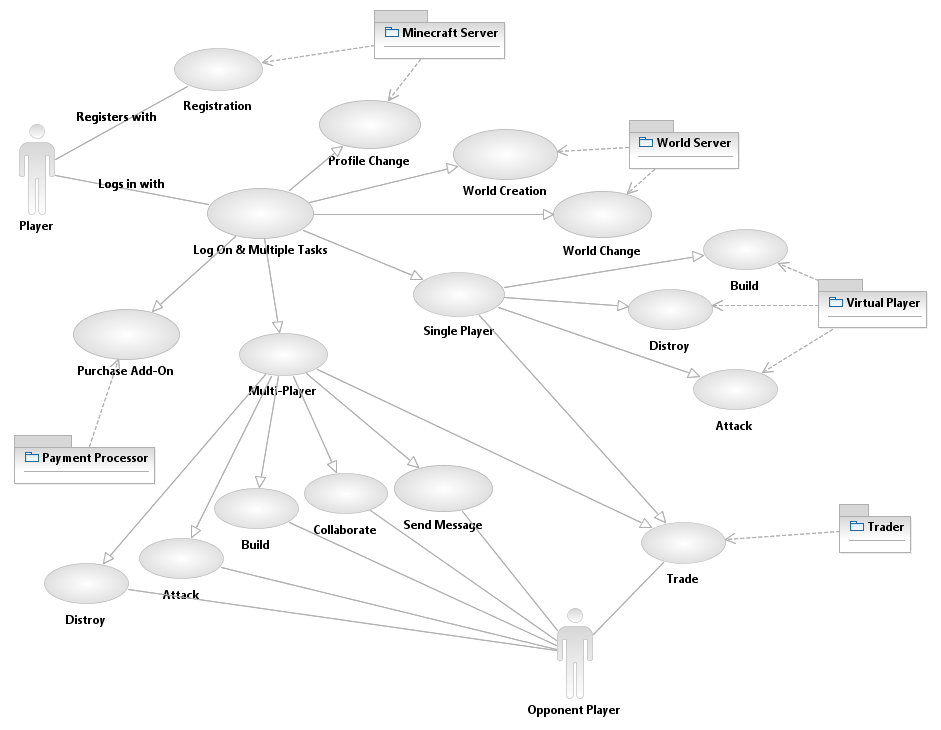 Minecraft Server
Registration
Registers with
Profile Change
World Server
World Creation
Logs in with
Player
Log On & Multiple Tasks
World Change
Build
Virtual Player
Single Player
Distroy
Purchase Add-On
Multi-Player
Attack
Payment Processor
Send Message
Collaborate
Build
Trader
Trade
Attack
Distroy
Opponent Player